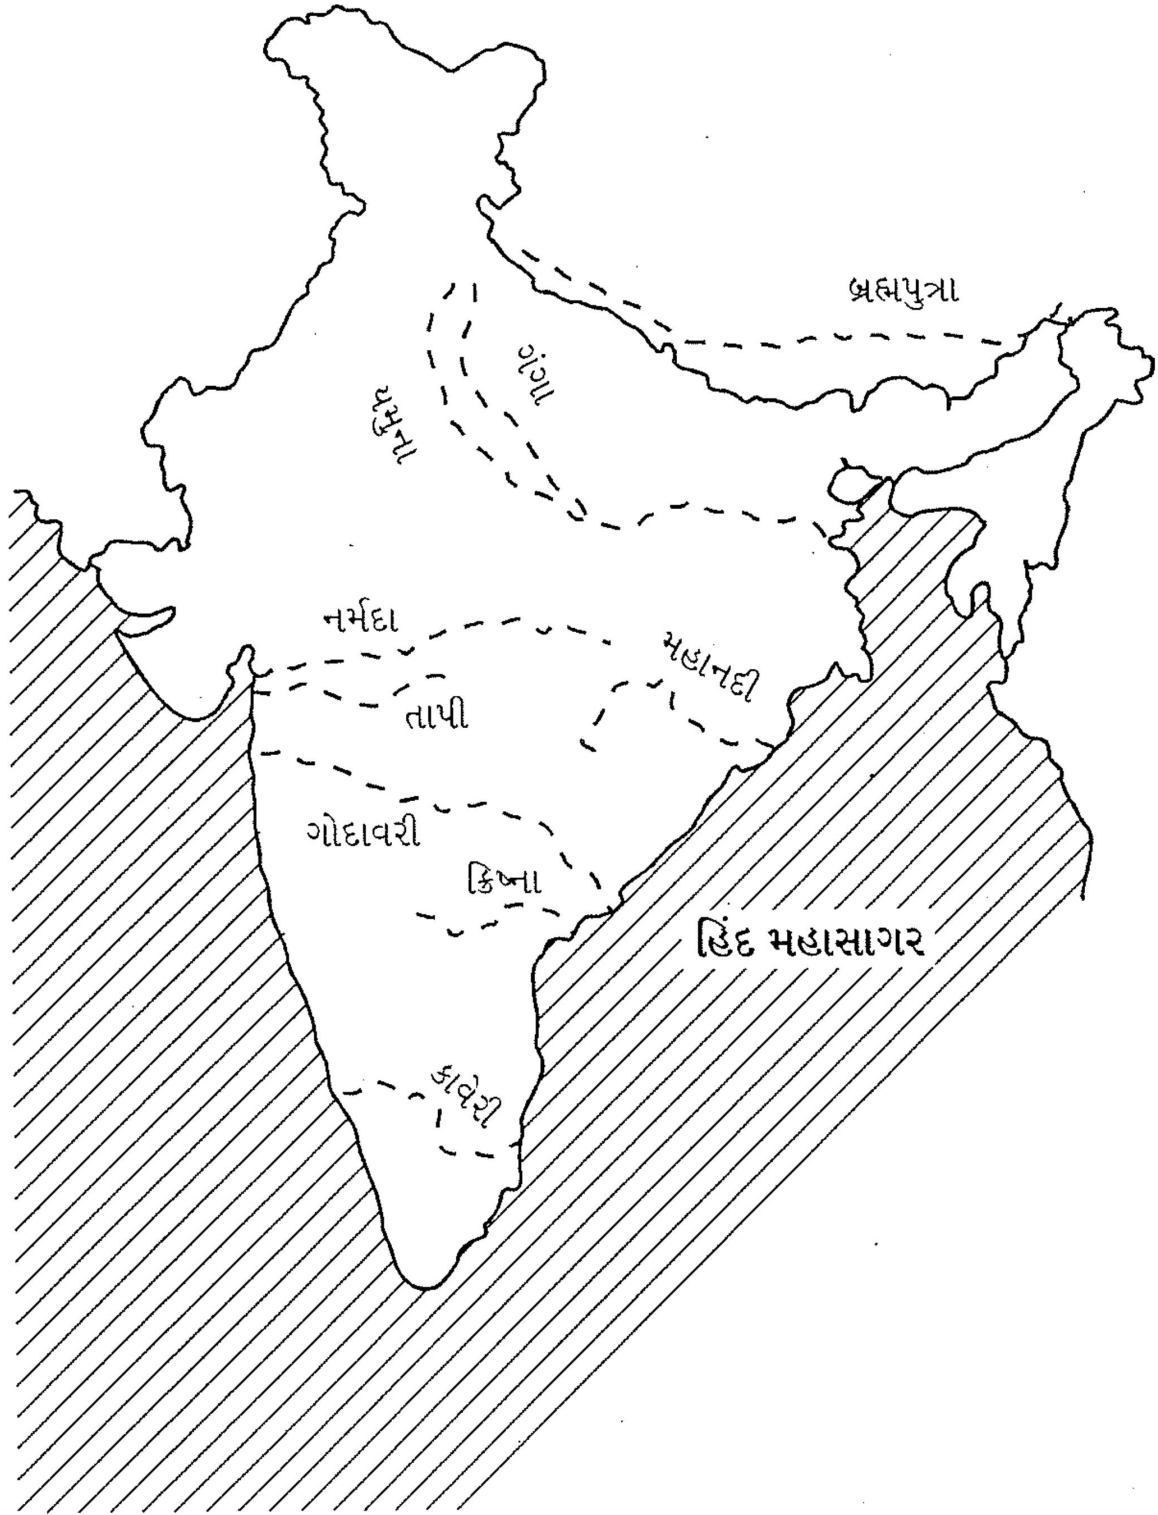 બ્રહ્મપુત્રા
ગંગા
યમુના
નર્મદા
મહાનદી
તાપી
ગોદાવરી
ક્રિષ્ના
હિંદ મહાસાગર
કાવેરી